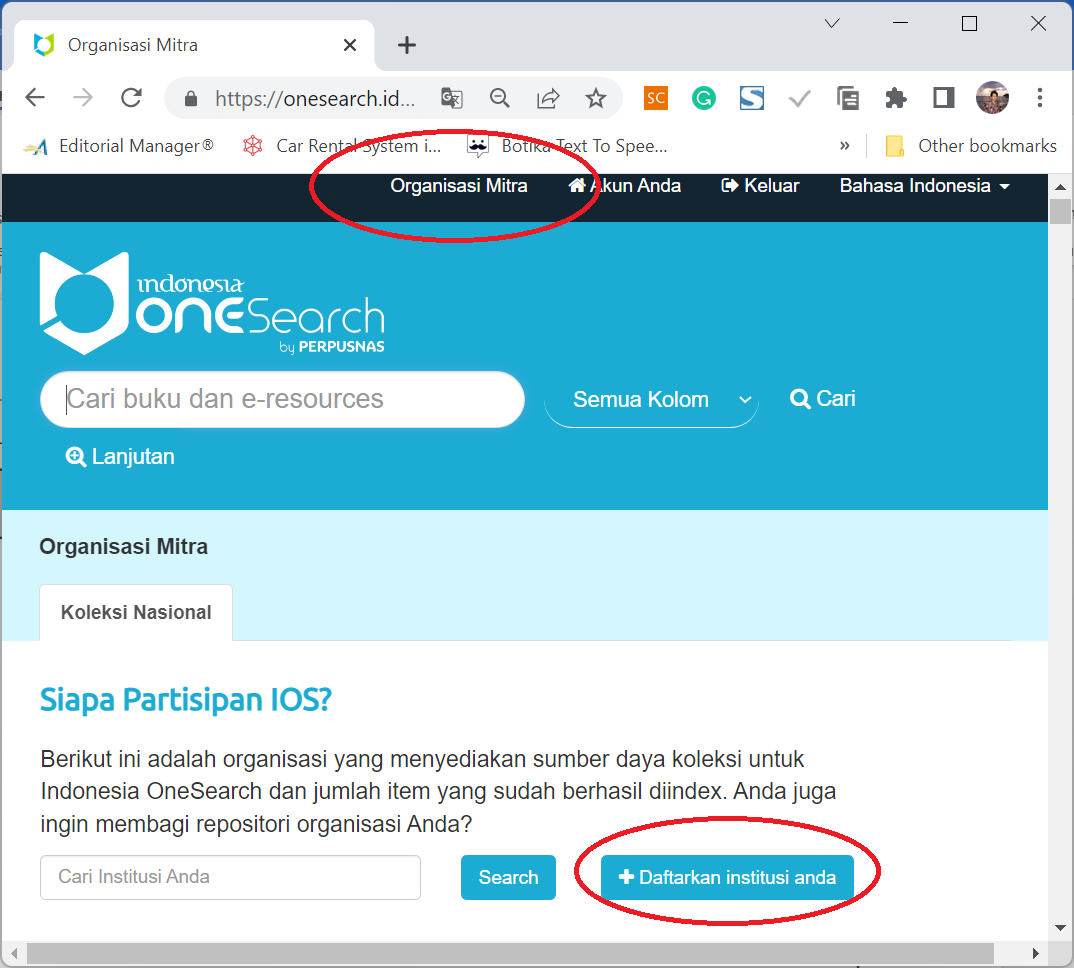 Organisasi Mitra
https://onesearch.id...
SC
G
S
Editorial Manager®
Car Rental System i...
Botika Text To Spee...
»
Other bookmarks
Organisasi Mitra
Akun Anda
Keluar
Bahasa Indonesia
indonesia
oneSearch
by PERPUSNAS
Cari buku dan e-resources
Semua Kolom
Cari
Lanjutan
Organisasi Mitra
Koleksi Nasional
Siapa Partisipan IOS?
Berikut ini adalah organisasi yang menyediakan sumber daya koleksi untuk
Indonesia OneSearch dan jumlah item yang sudah berhasil diindex. Anda juga
ingin membagi repositori organisasi Anda?
Cari Institusi Anda
Search
+ Daftarkan institusi anda